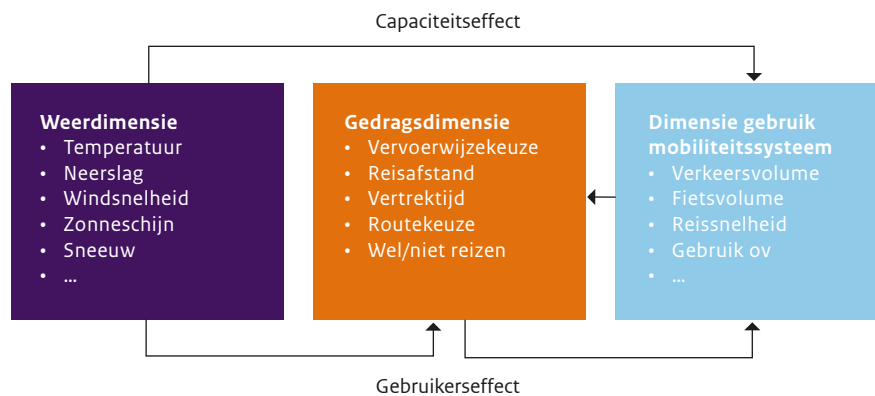 Capaciteitseffect
Weerdimensie
• Temperatuur
• Neerslag
• Windsnelheid
• Zonneschijn
• Sneeuw
• ...
Gedragsdimensie
• Vervoerwijzekeuze
• Reisafstand
• Vertrektijd
• Routekeuze
• Wel/niet reizen
Dimensie gebruik
mobiliteitssysteem
• Verkeersvolume
• Fietsvolume
• Reissnelheid
• Gebruik ov
• ...
Gebruikerseffect